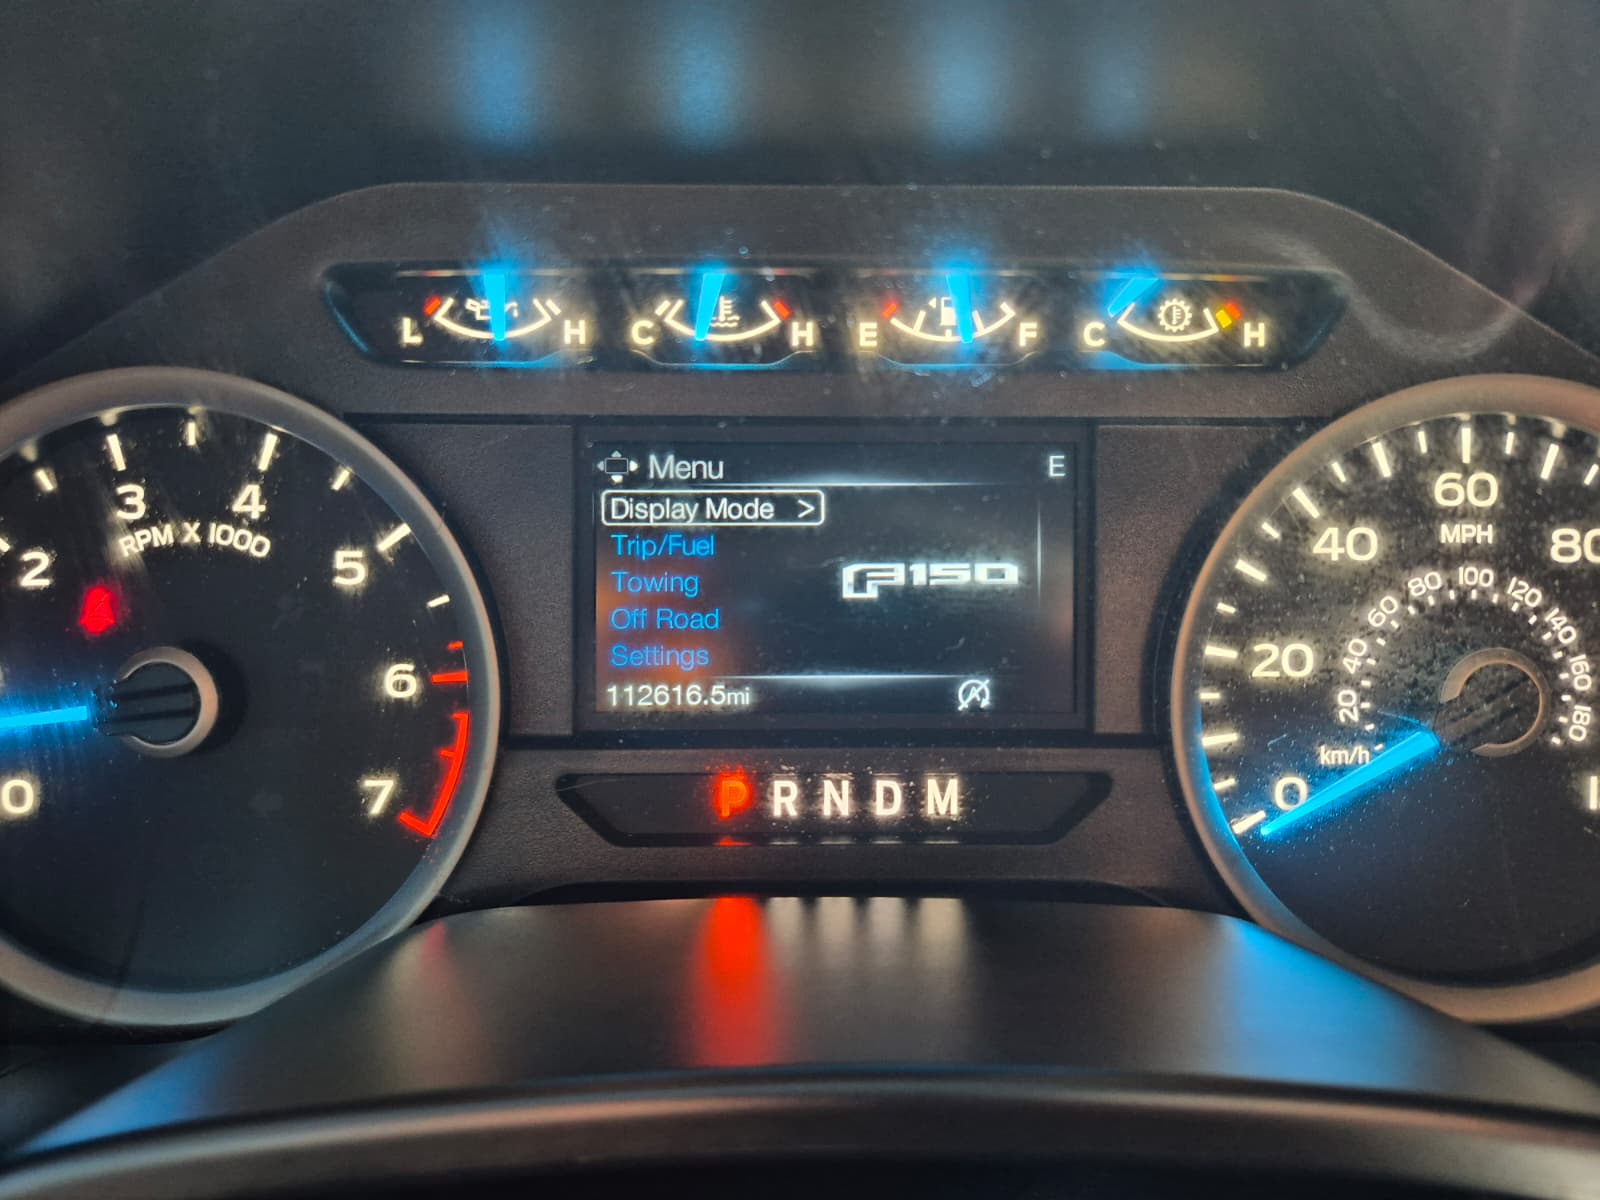 L H C H E F C H
Menu E
Display Mode >
Trip/Fuel
Towing
Off Road
Settings
F150
112616.5mi
P R N D M
0 2 3 4 5 6 7
RPM X 1000
0 20 40 60 80
MPH
20 40 60 80 100 120 140 160 180
km/h